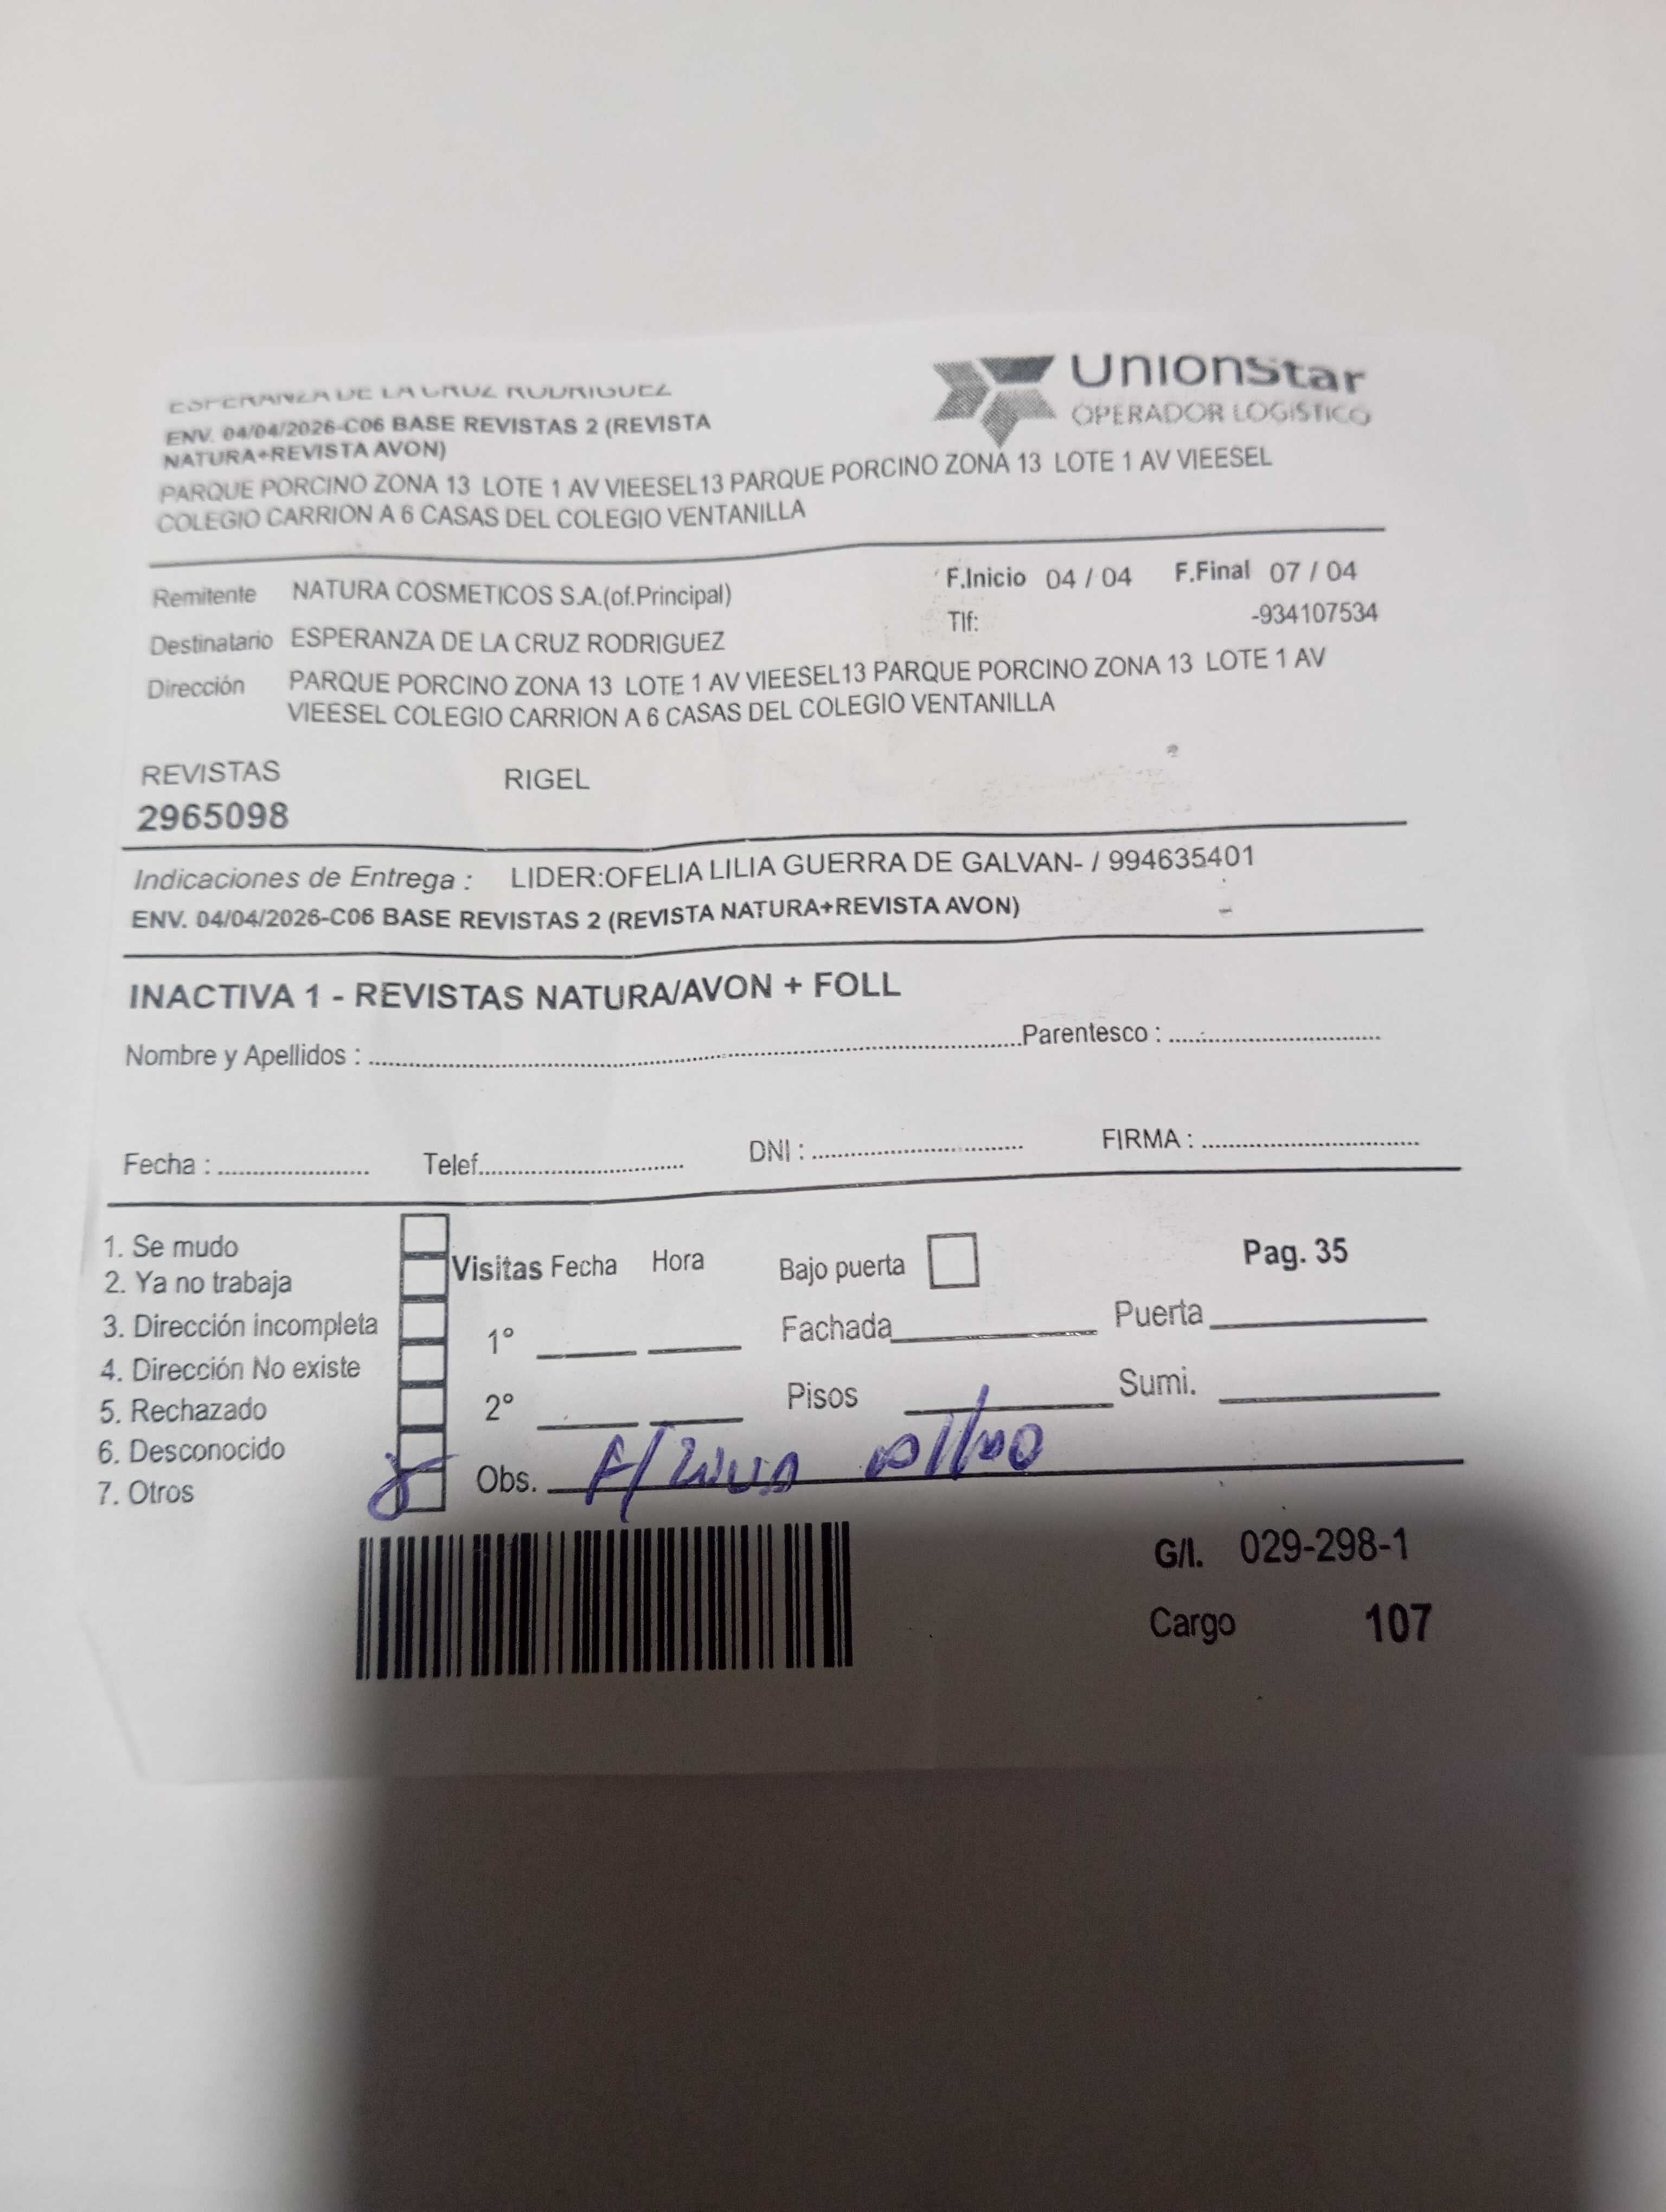 ESPERANZA DE LA CRUZ RODRIGUEZ
UnionStar
OPERADOR LOGISTICO
ENV. 04/04/2026-C06 BASE REVISTAS 2 (REVISTA
NATURA+REVISTA AVON)
PARQUE PORCINO ZONA 13 LOTE 1 AV VIEESEL13 PARQUE PORCINO ZONA 13 LOTE 1 AV VIEESEL
COLEGIO CARRION A 6 CASAS DEL COLEGIO VENTANILLA
Remitente NATURA COSMETICOS S.A.(of.Principal) F.Inicio 04 / 04 F.Final 07 / 04
Tlf: -934107534
Destinatario ESPERANZA DE LA CRUZ RODRIGUEZ
Dirección PARQUE PORCINO ZONA 13 LOTE 1 AV VIEESEL13 PARQUE PORCINO ZONA 13 LOTE 1 AV
VIEESEL COLEGIO CARRION A 6 CASAS DEL COLEGIO VENTANILLA
REVISTAS RIGEL
2965098
Indicaciones de Entrega : LIDER:OFELIA LILIA GUERRA DE GALVAN- / 994635401
ENV. 04/04/2026-C06 BASE REVISTAS 2 (REVISTA NATURA+REVISTA AVON)
INACTIVA 1 - REVISTAS NATURA/AVON + FOLL
Nombre y Apellidos : Parentesco :
Fecha : Telef. DNI : FIRMA :
1. Se mudo
2. Ya no trabaja
3. Dirección incompleta
4. Dirección No existe
5. Rechazado
6. Desconocido
7. Otros
Visitas Fecha Hora Bajo puerta Pag. 35
1° Fachada Puerta
2° Pisos Sumi.
Obs.
G/I. 029-298-1
Cargo 107